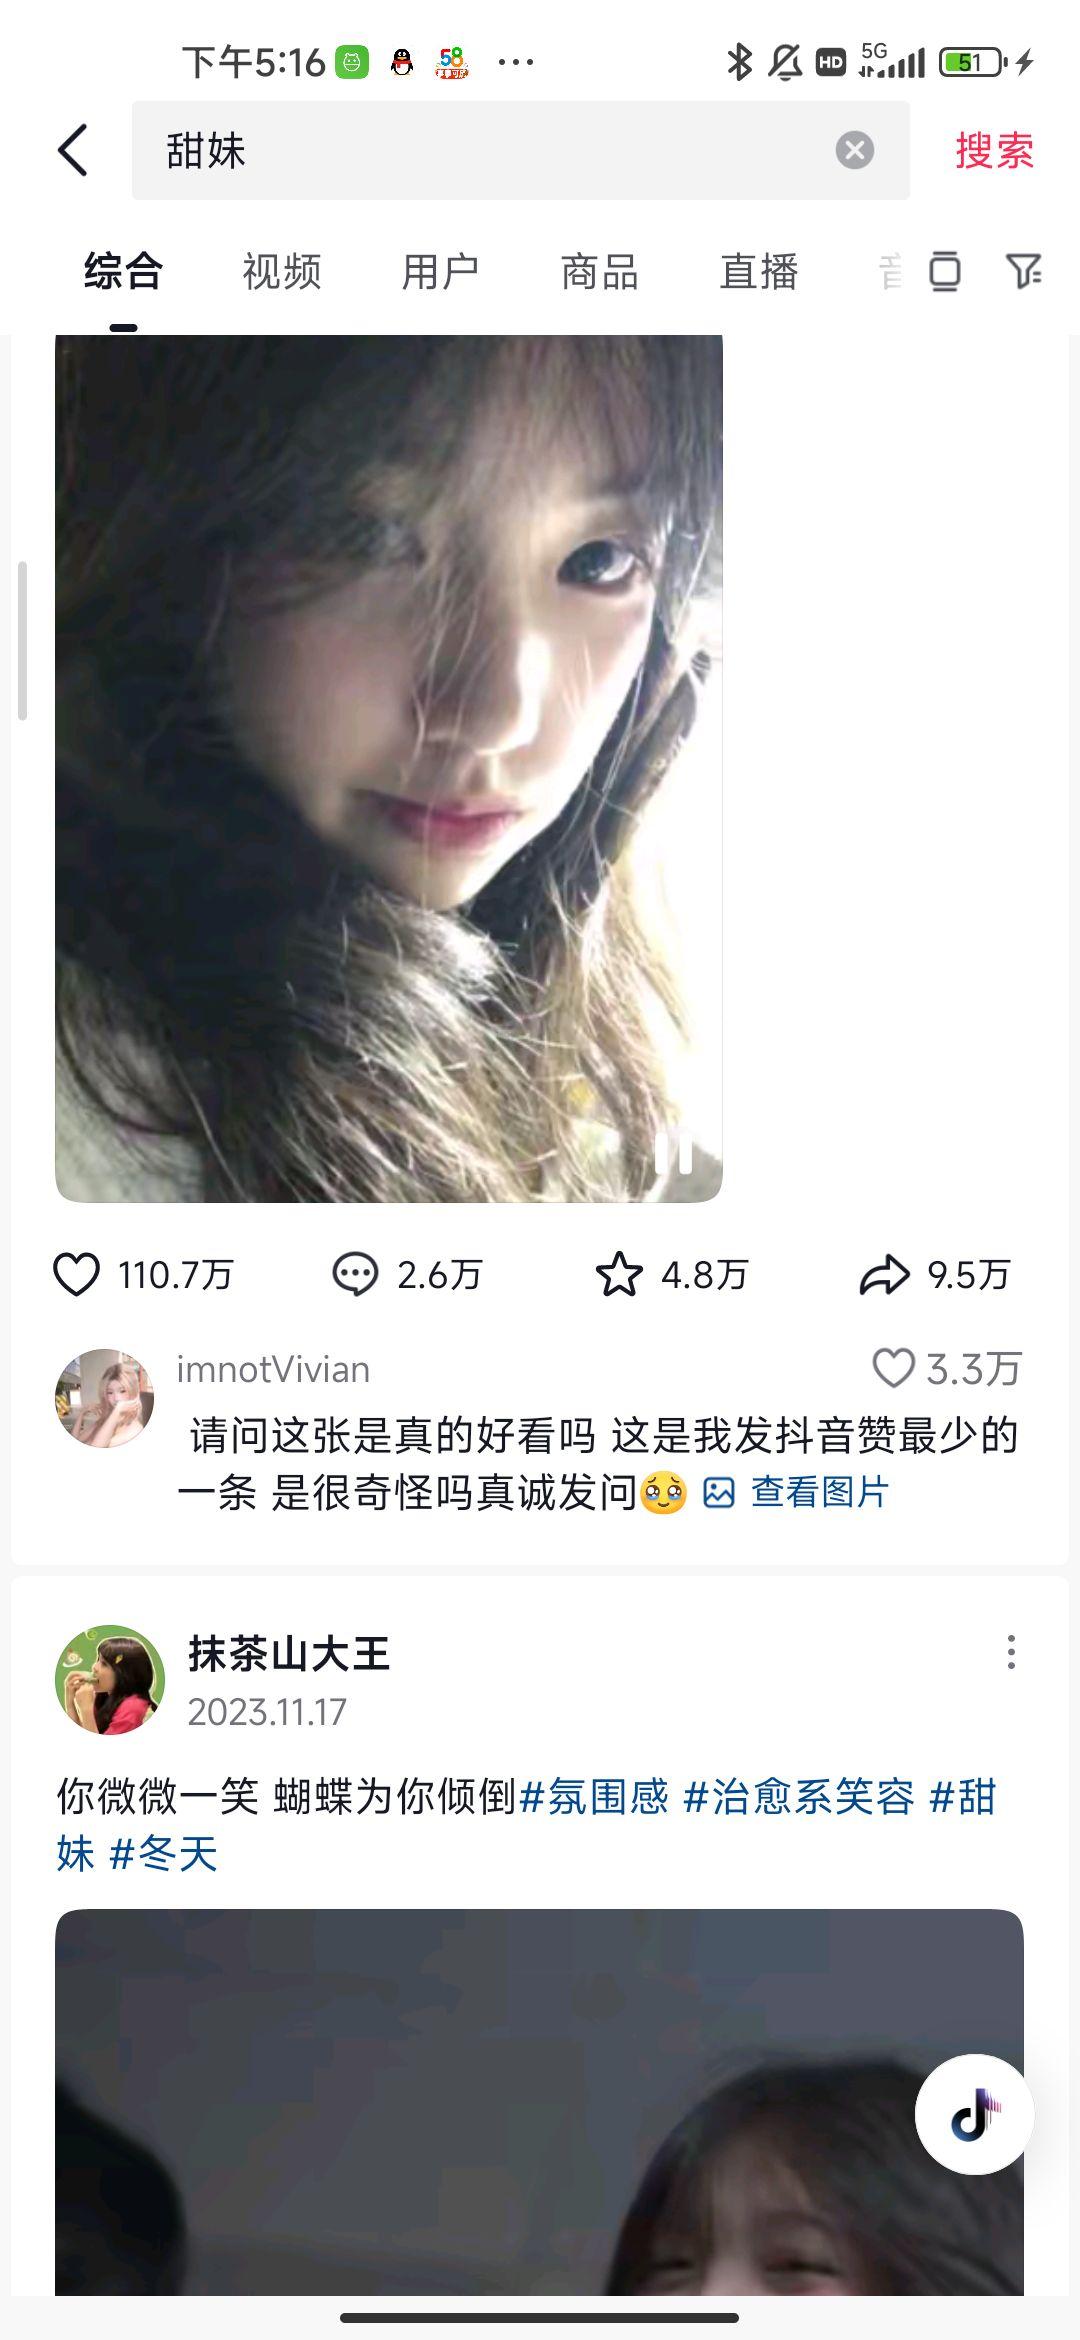 下午5:16
58
HD
5G
51
甜妹
搜索
综合
视频
用户
商品
直播
110.7万
2.6万
4.8万
9.5万
imnotVivian
3.3万
请问这张是真的好看吗 这是我发抖音赞最少的
一条 是很奇怪吗真诚发问🥹 查看图片
抹茶山大王
2023.11.17
你微微一笑 蝴蝶为你倾倒#氛围感 #治愈系笑容 #甜
妹 #冬天